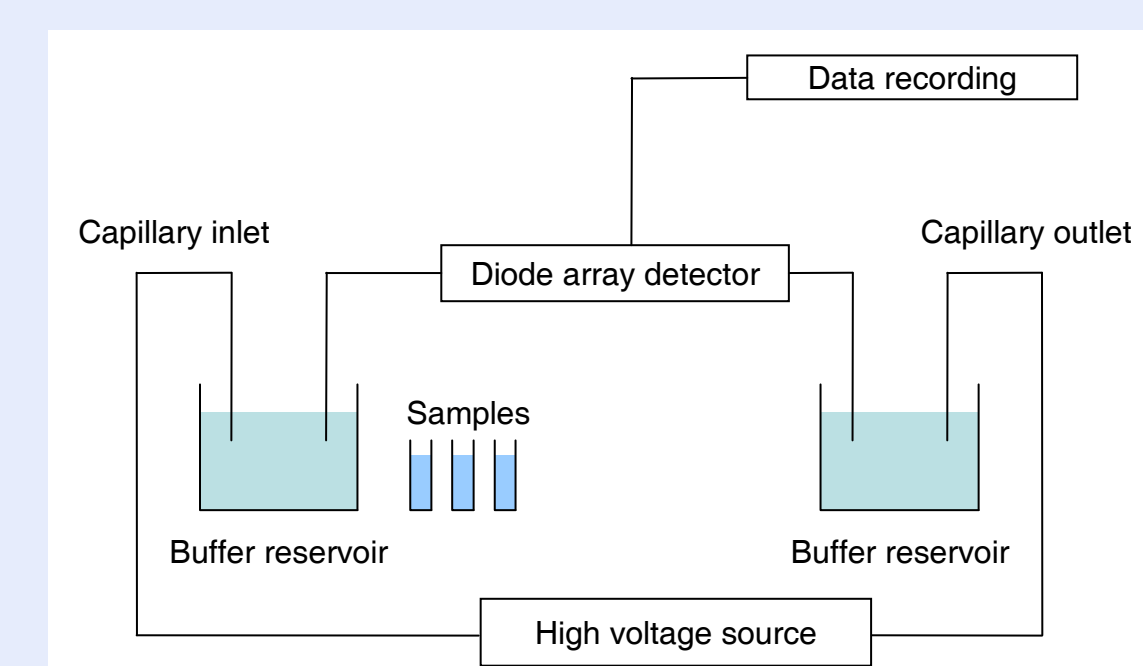 Data recording
Capillary inlet
Capillary outlet
Diode array detector
Samples
Buffer reservoir
Buffer reservoir
High voltage source